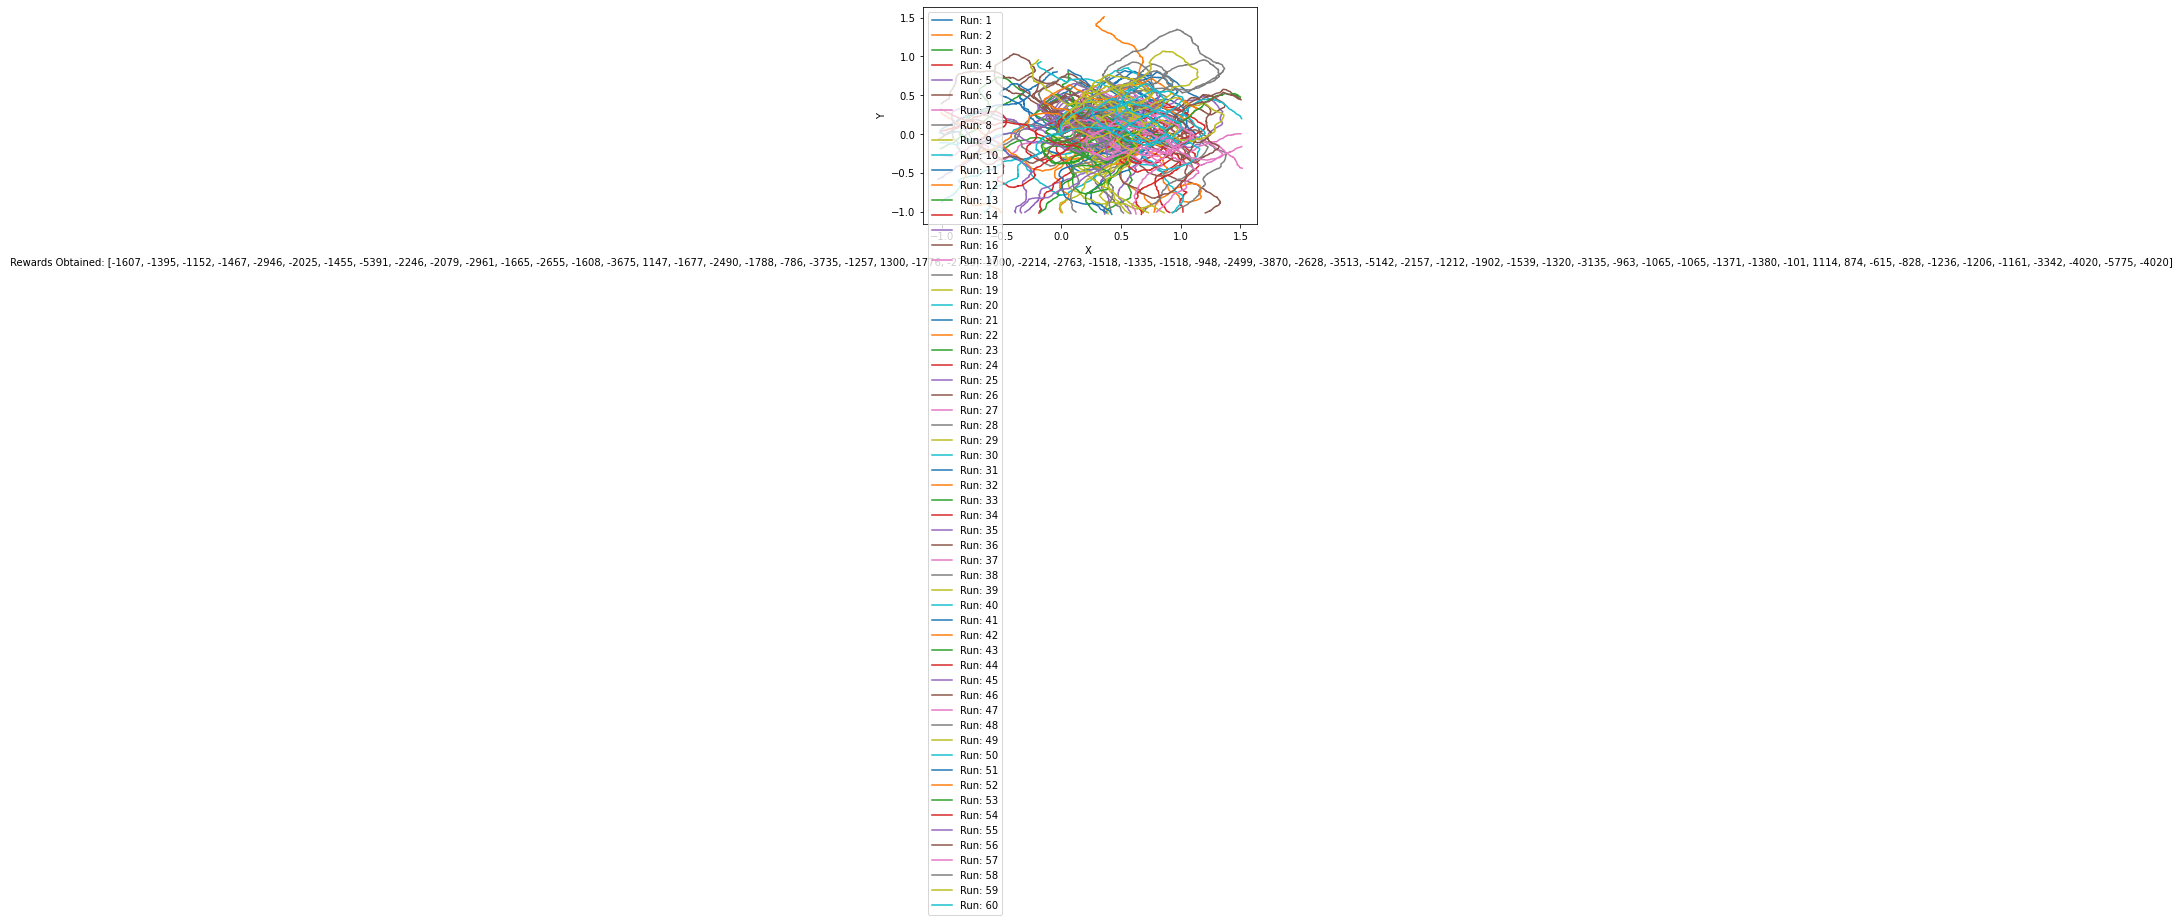 1.5
1.0
0.5
0.0
−0.5
−1.0
Y
−1.0
−0.5
0.0
0.5
1.0
1.5
X
Run: 1
Run: 2
Run: 3
Run: 4
Run: 5
Run: 6
Run: 7
Run: 8
Run: 9
Run: 10
Run: 11
Run: 12
Run: 13
Run: 14
Run: 15
Run: 16
Run: 17
Run: 18
Run: 19
Run: 20
Run: 21
Run: 22
Run: 23
Run: 24
Run: 25
Run: 26
Run: 27
Run: 28
Run: 29
Run: 30
Run: 31
Run: 32
Run: 33
Run: 34
Run: 35
Run: 36
Run: 37
Run: 38
Run: 39
Run: 40
Run: 41
Run: 42
Run: 43
Run: 44
Run: 45
Run: 46
Run: 47
Run: 48
Run: 49
Run: 50
Run: 51
Run: 52
Run: 53
Run: 54
Run: 55
Run: 56
Run: 57
Run: 58
Run: 59
Run: 60
Rewards Obtained: [-1607, -1395, -1152, -1467, -2946, -2025, -1455, -5391, -2246, -2079, -2961, -1665, -2655, -1608, -3675, 1147, -1677, -2490, -1788, -786, -3735, -1257, 1300, -2214, -2763, -1518, -1335, -1518, -948, -2499, -3870, -2628, -3513, -5142, -2157, -1212, -1902, -1539, -1320, -3135, -963, -1065, -1065, -1371, -1380, -101, 1114, 874, -615, -828, -1236, -1206, -1161, -3342, -4020, -5775, -4020]